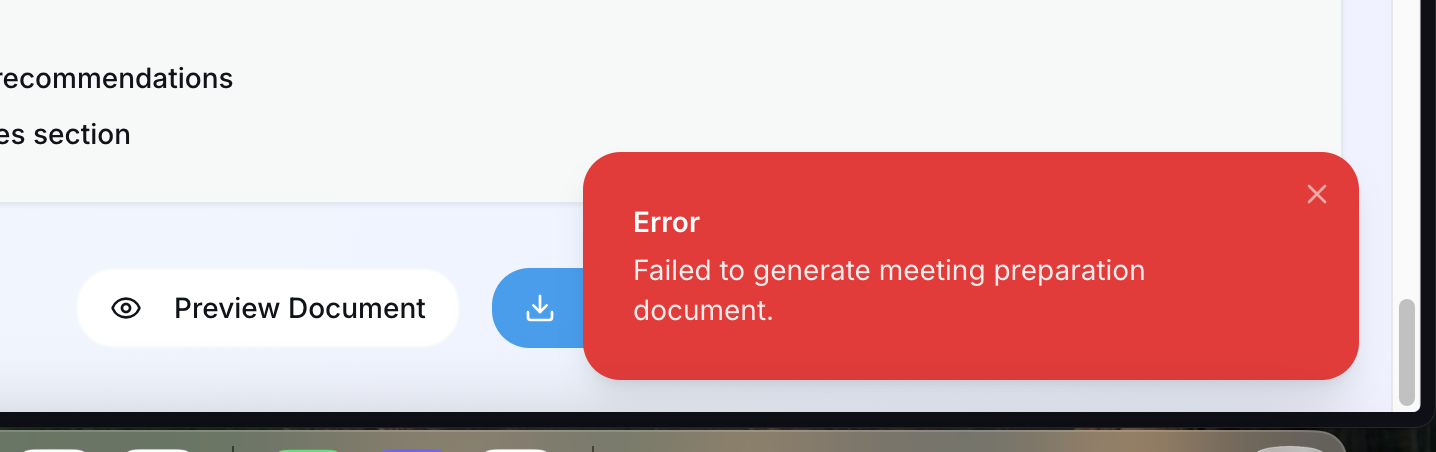 recommendations
es section
Error
Failed to generate meeting preparation
document.
Preview Document